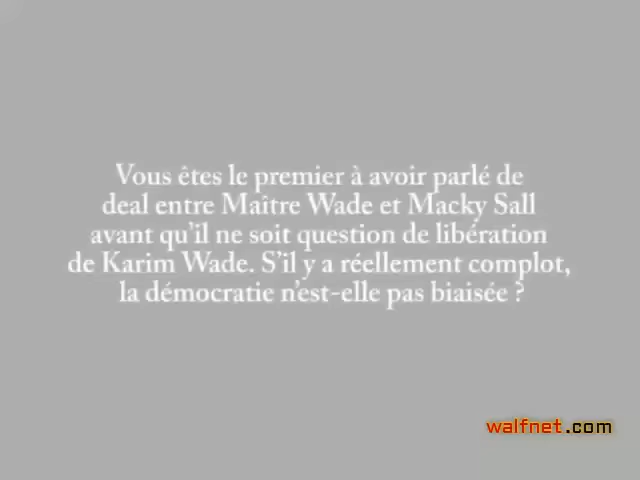 Vous êtes le premier à avoir parlé de
deal entre Maître Wade et Macky Sall
avant qu'il ne soit question de libération
de Karim Wade. S'il y a réellement complot,
la démocratie n'est-elle pas biaisée ?
walfnet.com